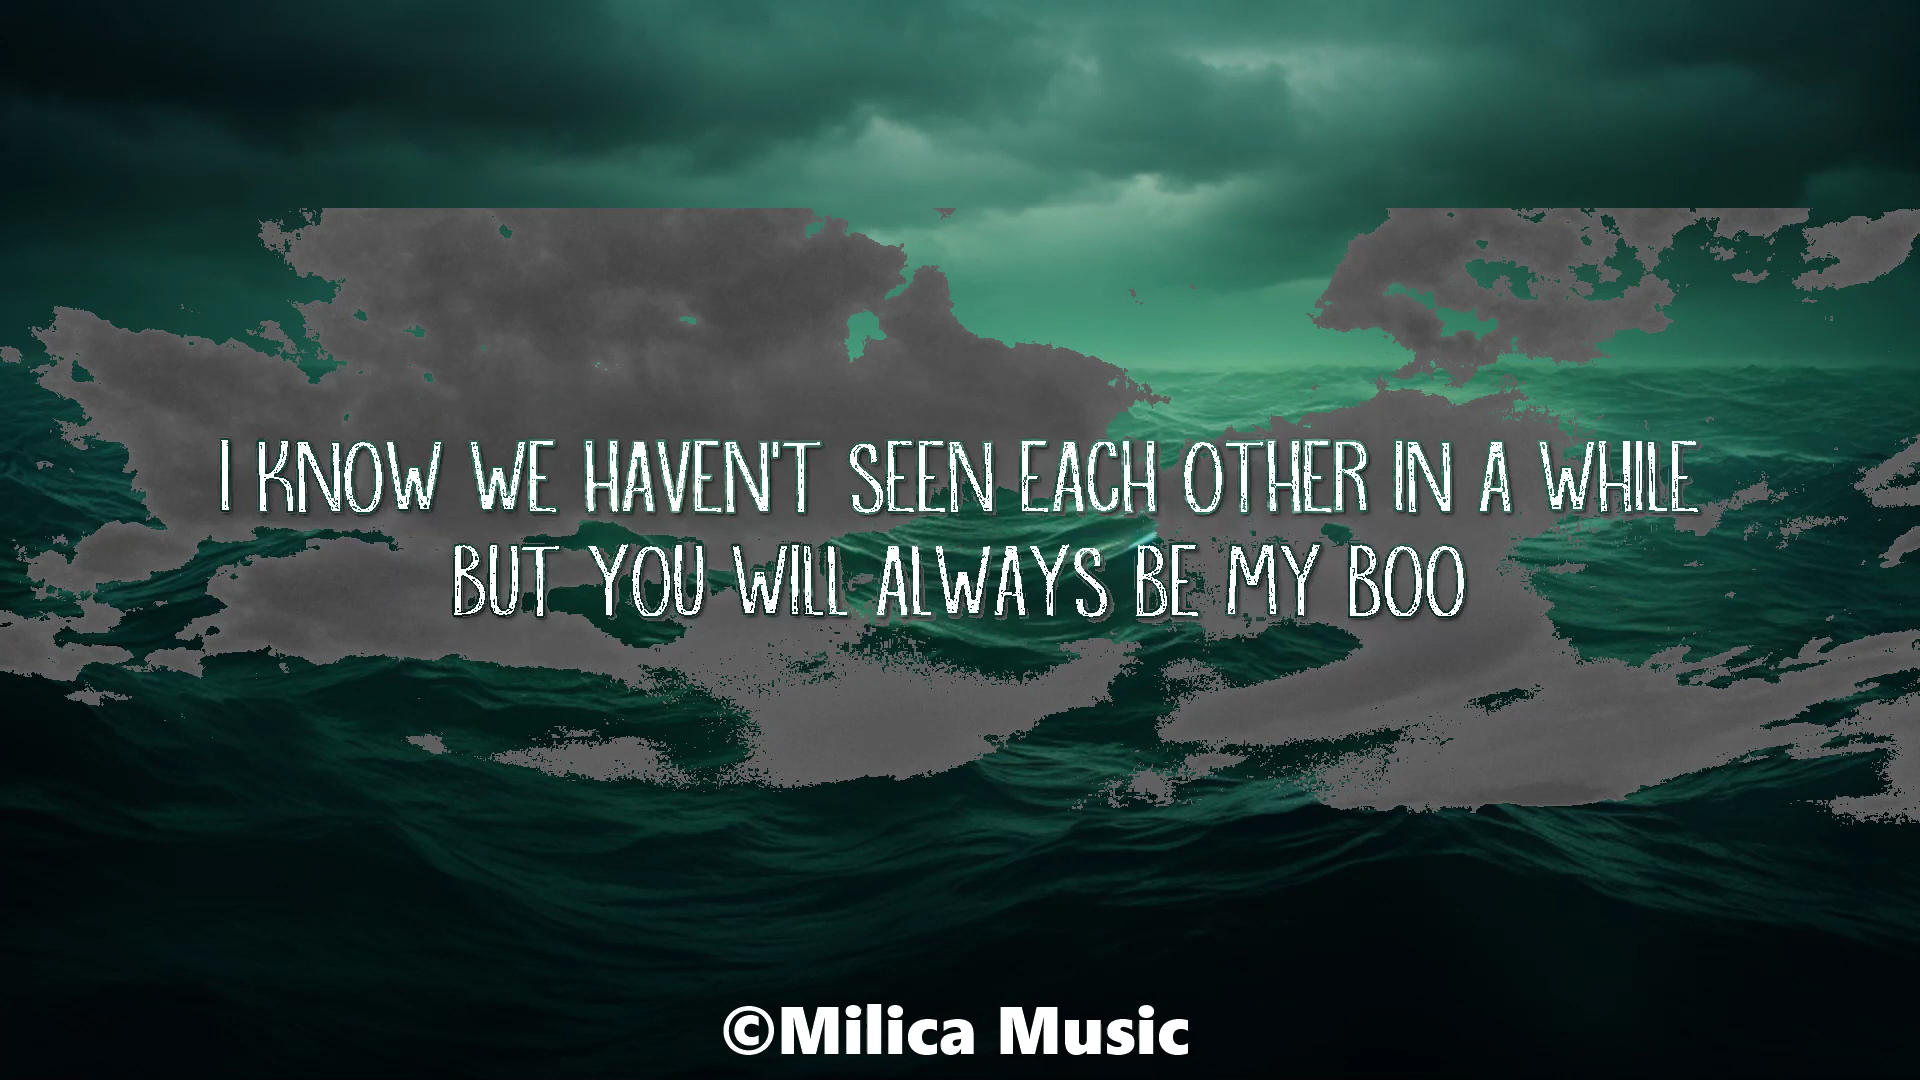 I KNOW WE HAVEN'T SEEN EACH OTHER IN A WHILE
BUT YOU WILL ALWAYS BE MY BOO
©Milica Music